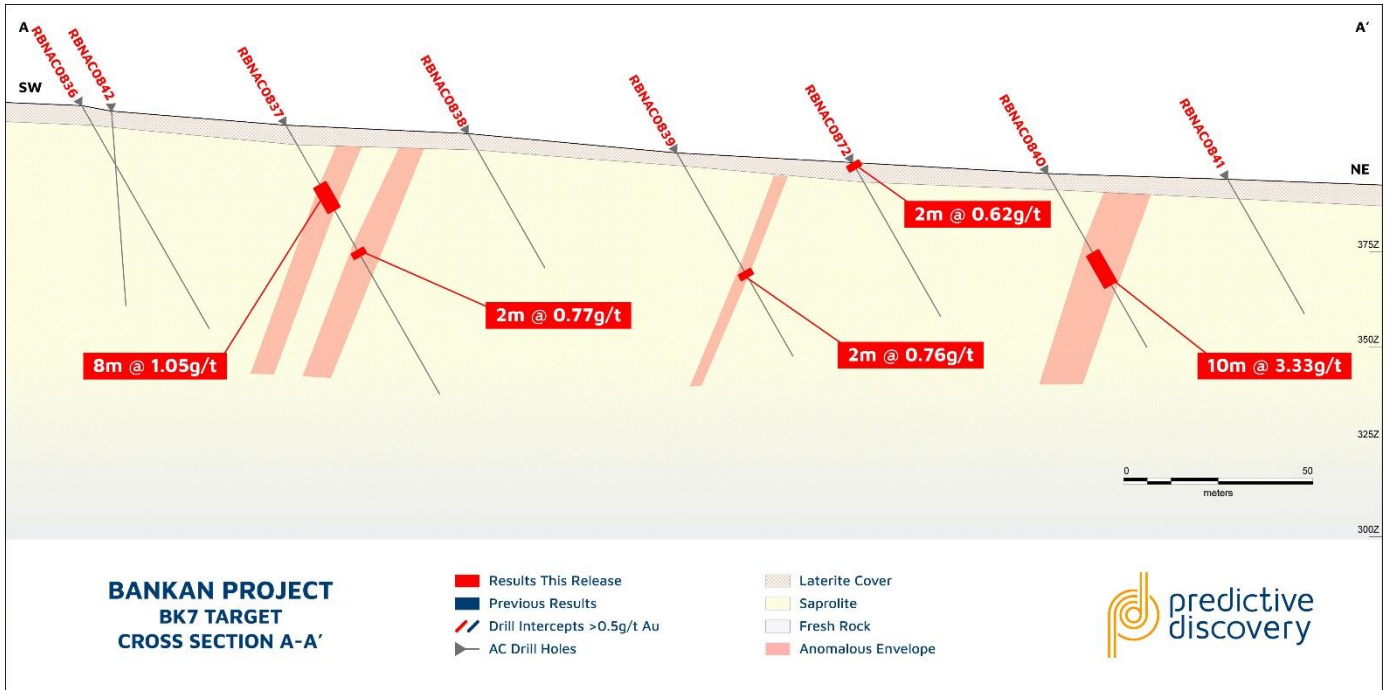 A
A'
RBNAC0836
RBNAC0842
RBNAC0837
RBNAC0838
RBNAC0839
RBNAC0872
RBNAC0840
RBNAC0841
SW
NE
2m @ 0.62g/t
375Z
2m @ 0.77g/t
2m @ 0.76g/t
350Z
8m @ 1.05g/t
10m @ 3.33g/t
325Z
0 50
meters
300Z
BANKAN PROJECT
BK7 TARGET
CROSS SECTION A-A'
Results This Release
Previous Results
Drill Intercepts >0.5g/t Au
AC Drill Holes
Laterite Cover
Saprolite
Fresh Rock
Anomalous Envelope
predictive
discovery